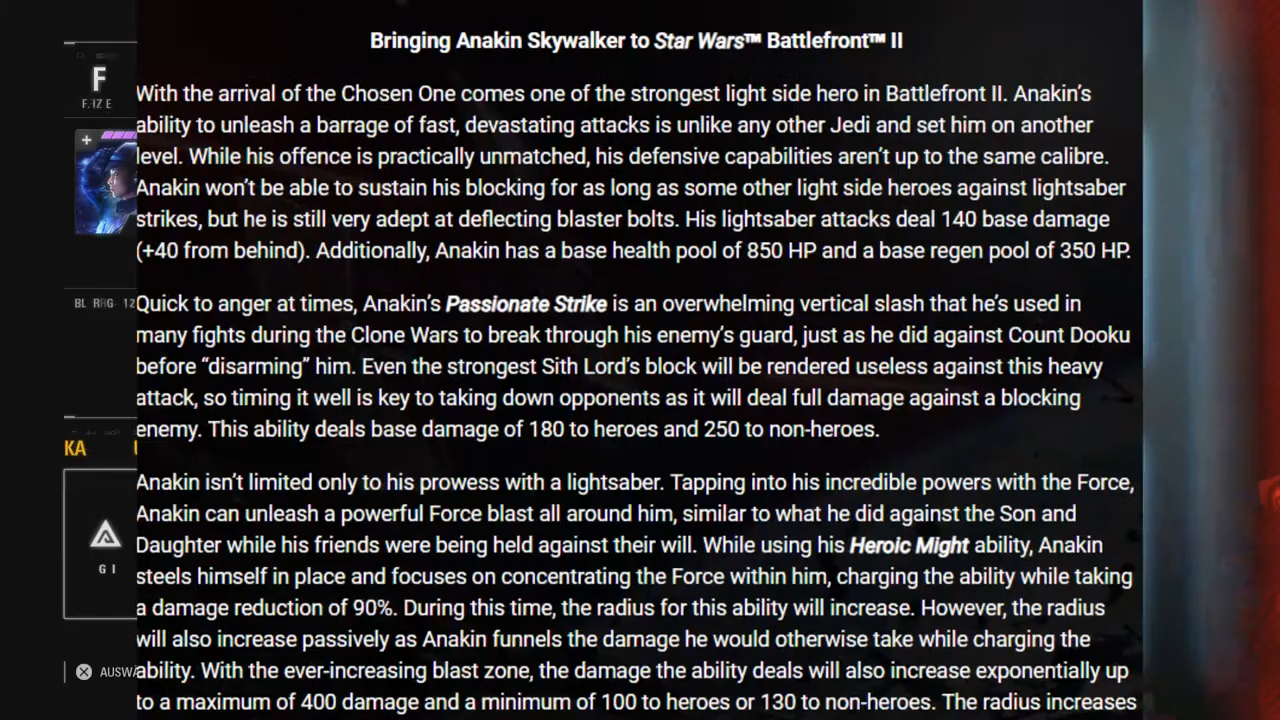 Bringing Anakin Skywalker to Star Wars™ Battlefront™ II
With the arrival of the Chosen One comes one of the strongest light side hero in Battlefront II. Anakin's
ability to unleash a barrage of fast, devastating attacks is unlike any other Jedi and set him on another
level. While his offence is practically unmatched, his defensive capabilities aren't up to the same calibre.
Anakin won't be able to sustain his blocking for as long as some other light side heroes against lightsaber
strikes, but he is still very adept at deflecting blaster bolts. His lightsaber attacks deal 140 base damage
(+40 from behind). Additionally, Anakin has a base health pool of 850 HP and a base regen pool of 350 HP.
Quick to anger at times, Anakin's Passionate Strike is an overwhelming vertical slash that he's used in
many fights during the Clone Wars to break through his enemy's guard, just as he did against Count Dooku
before “disarming” him. Even the strongest Sith Lord's block will be rendered useless against this heavy
attack, so timing it well is key to taking down opponents as it will deal full damage against a blocking
enemy. This ability deals base damage of 180 to heroes and 250 to non-heroes.
Anakin isn't limited only to his prowess with a lightsaber. Tapping into his incredible powers with the Force,
Anakin can unleash a powerful Force blast all around him, similar to what he did against the Son and
Daughter while his friends were being held against their will. While using his Heroic Might ability, Anakin
steels himself in place and focuses on concentrating the Force within him, charging the ability while taking
a damage reduction of 90%. During this time, the radius for this ability will increase. However, the radius
will also increase passively as Anakin funnels the damage he would otherwise take while charging the
ability. With the ever-increasing blast zone, the damage the ability deals will also increase exponentially up
to a maximum of 400 damage and a minimum of 100 to heroes or 130 to non-heroes. The radius increases
F
KA
G I
AUSWÄ